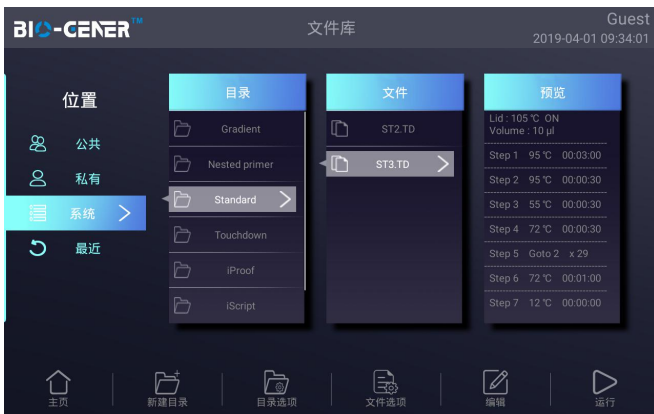 BIO-GENER™
文件库
Guest
2019-04-01 09:34:01
位置
公共
私有
系统
最近
目录
Gradient
Nested primer
Standard
Touchdown
iProof
iScript
文件
ST2.TD
ST3.TD
预览
Lid : 105 ℃ ON
Volume : 10 µl
Step 1 95 ℃ 00:03:00
Step 2 95 ℃ 00:00:30
Step 3 55 ℃ 00:00:30
Step 4 72 ℃ 00:00:30
Step 5 Goto 2 x 29
Step 6 72 ℃ 00:01:00
Step 7 12 ℃ 00:00:00
主页
新建目录
目录选项
文件选项
编辑
运行